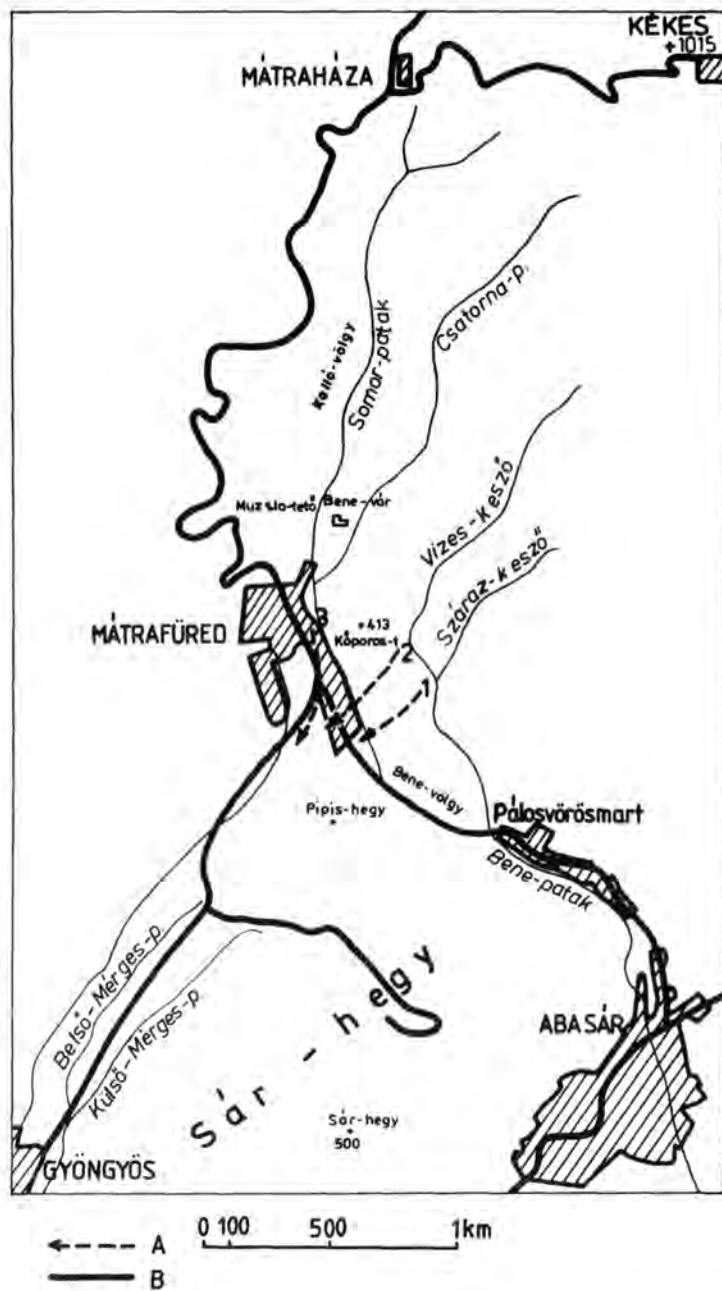 KÉKES
+1015
MÁTRAHÁZA
Kalló-völgy
Somor-patak
Csatorna-p.
Muzsla-tető
Bene-vár
Vizes-kesző
Száraz-kesző
MÁTRAFÜRED
3
+413
Kőporos-t
2
1
Bene-völgy
Pipis-hegy
Pálosvörösmart
Bene-patak
Belső-Mérges-p.
Külső-Mérges-p.
Sár-hegy
ABASÁR
Sár-hegy
500
GYÖNGYÖS
A
B
0 100 500 1km